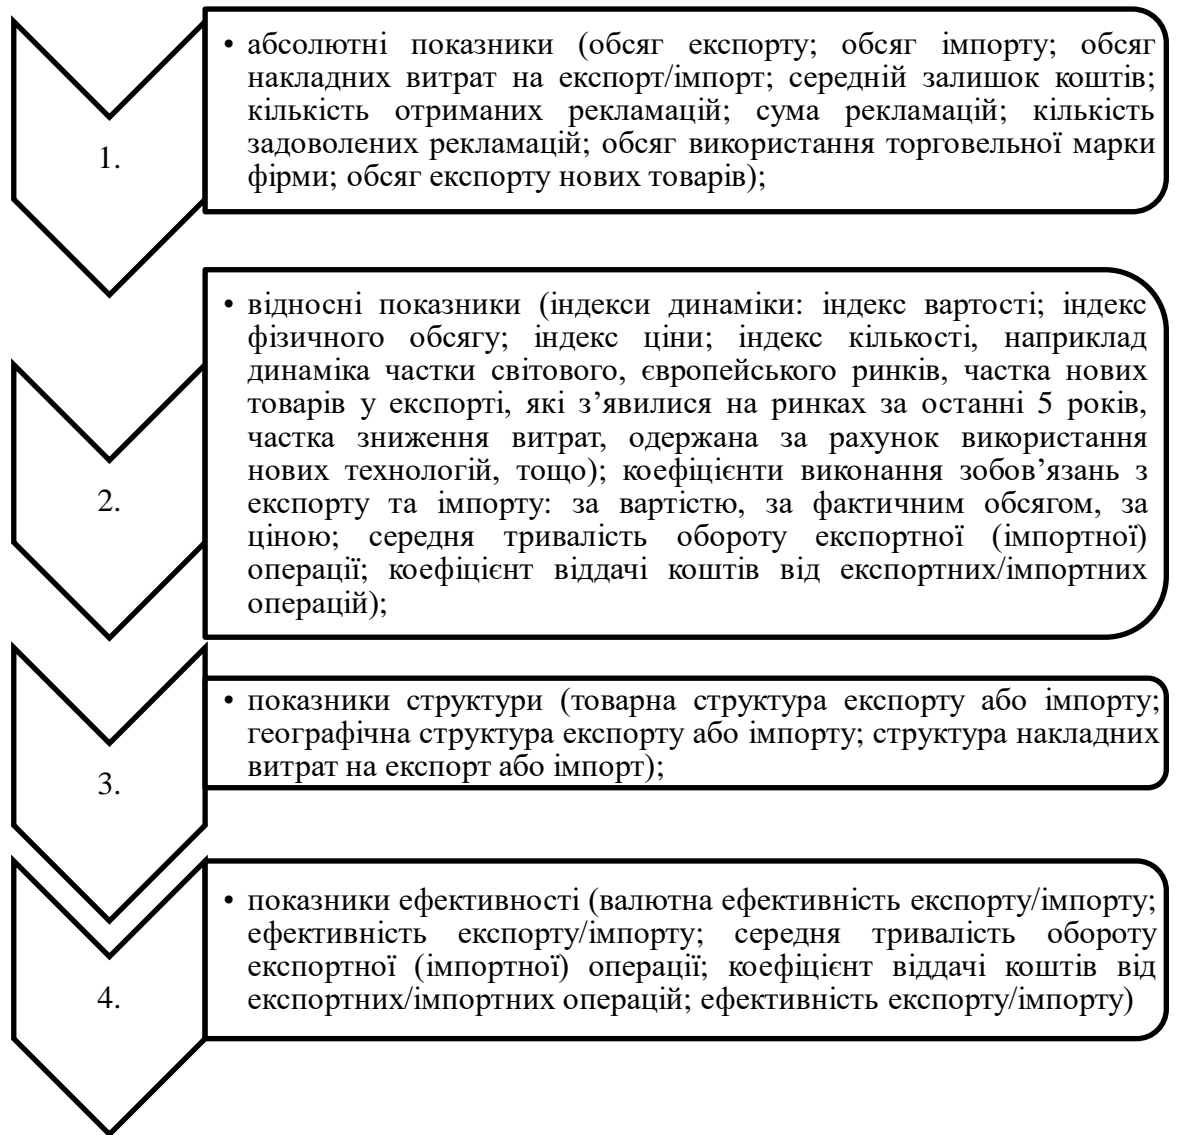 1.
• абсолютні показники (обсяг експорту; обсяг імпорту; обсяг
накладних витрат на експорт/імпорт; середній залишок коштів;
кількість отриманих рекламацій; сума рекламацій; кількість
задоволених рекламацій; обсяг використання торговельної марки
фірми; обсяг експорту нових товарів);
2.
• відносні показники (індекси динаміки: індекс вартості; індекс
фізичного обсягу; індекс ціни; індекс кількості, наприклад
динаміка частки світового, європейського ринків, частка нових
товарів у експорті, які з’явилися на ринках за останні 5 років,
частка зниження витрат, одержана за рахунок використання
нових технологій, тощо); коефіцієнти виконання зобов’язань з
експорту та імпорту: за вартістю, за фактичним обсягом, за
ціною; середня тривалість обороту експортної (імпортної)
операції; коефіцієнт віддачі коштів від експортних/імпортних
операцій);
3.
• показники структури (товарна структура експорту або імпорту;
географічна структура експорту або імпорту; структура накладних
витрат на експорт або імпорт);
4.
• показники ефективності (валютна ефективність експорту/імпорту;
ефективність експорту/імпорту; середня тривалість обороту
експортної (імпортної) операції; коефіцієнт віддачі коштів від
експортних/імпортних операцій; ефективність експорту/імпорту)